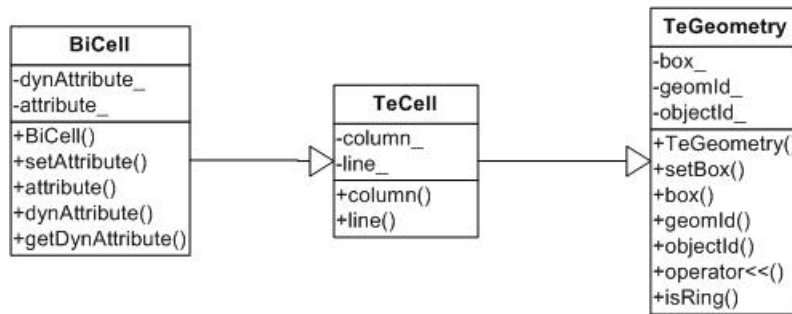 BiCell
-dynAttribute_
-attribute_
+BiCell()
+setAttribute()
+attribute()
+dynAttribute()
+getDynAttribute()
TeCell
-column_
-line_
+column()
+line()
TeGeometry
-box_
-geomId_
-objectId_
+TeGeometry()
+setBox()
+box()
+geomId()
+objectId()
+operator<<()
+isRing()